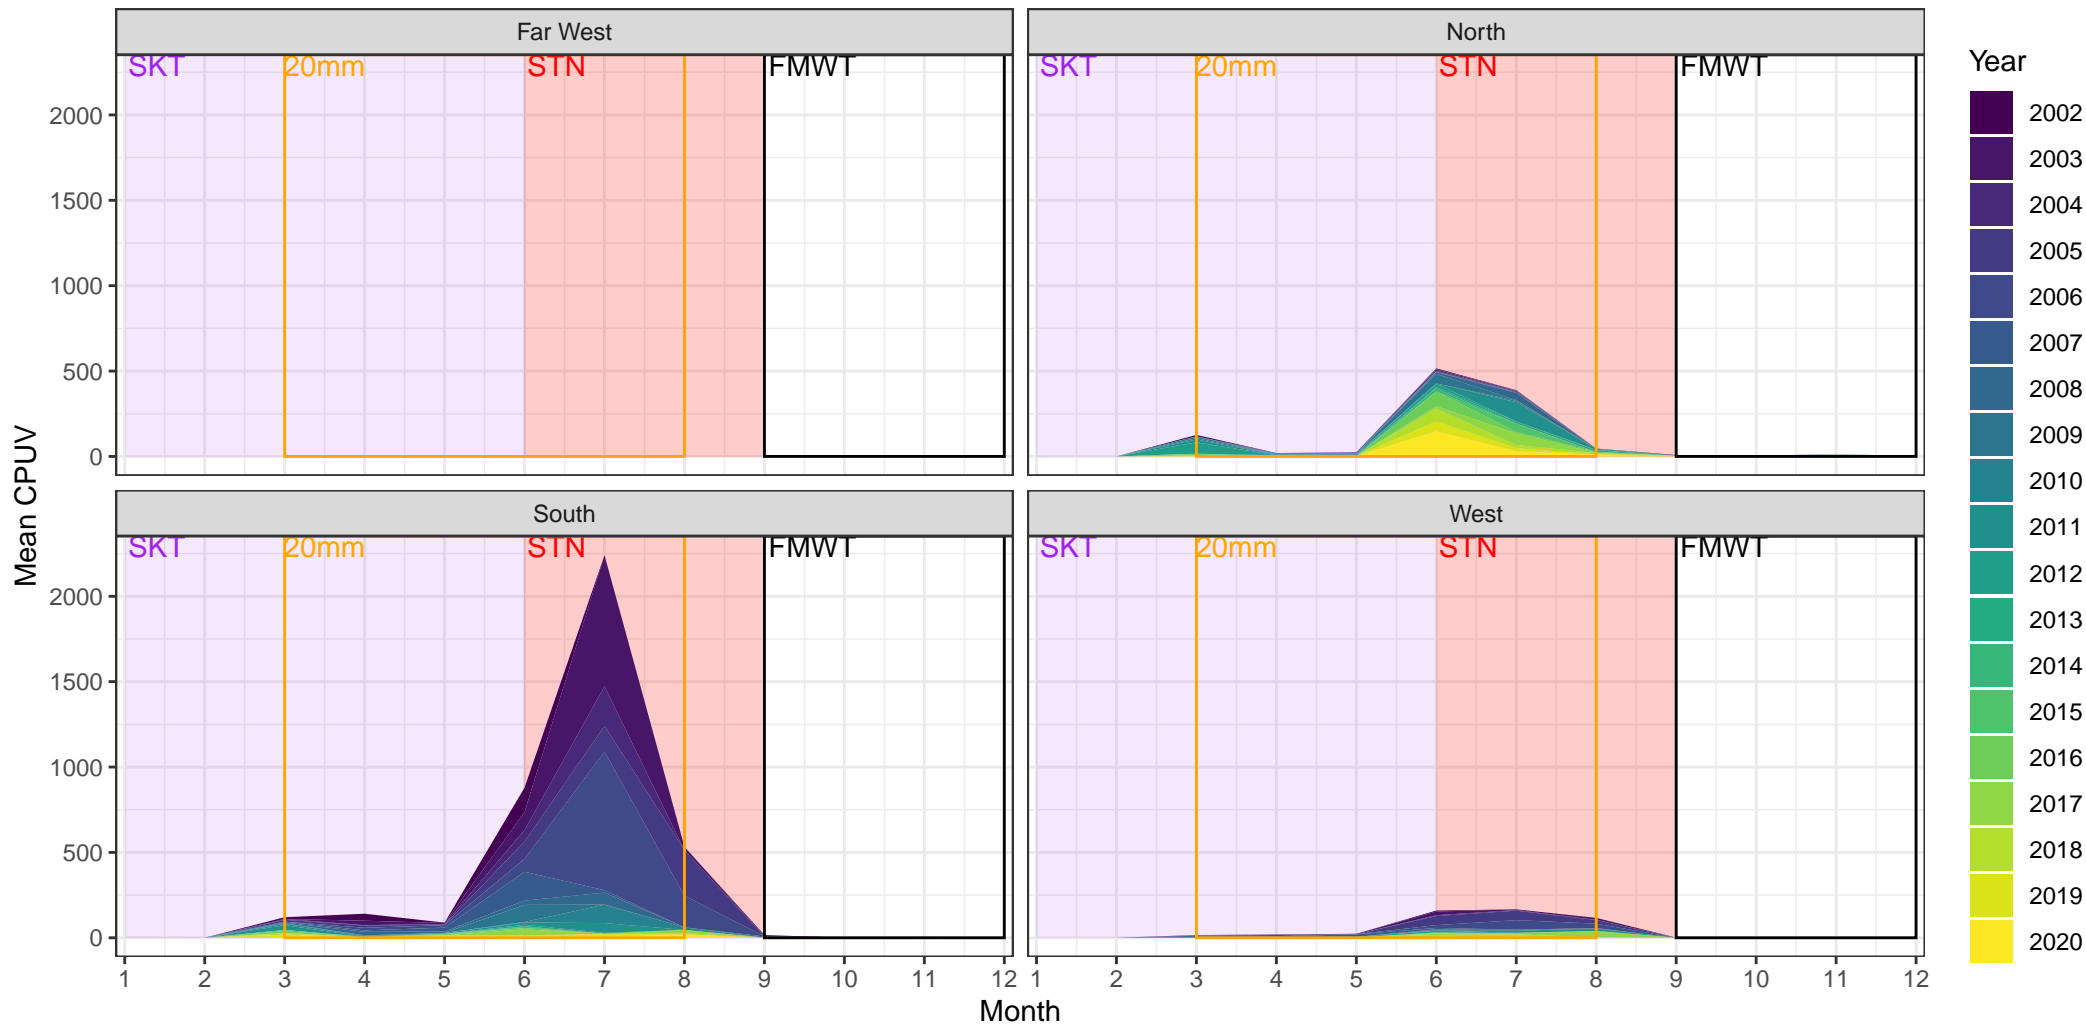 Far West
North
SKT 20mm STN FMWT
SKT 20mm STN FMWT
2000
1500
1000
500
0
South
West
SKT 20mm STN FMWT
SKT 20mm STN FMWT
2000
1500
1000
500
0
1 2 3 4 5 6 7 8 9 10 11 12
1 2 3 4 5 6 7 8 9 10 11 12
Month
Mean CPUV
Year
2002
2003
2004
2005
2006
2007
2008
2009
2010
2011
2012
2013
2014
2015
2016
2017
2018
2019
2020